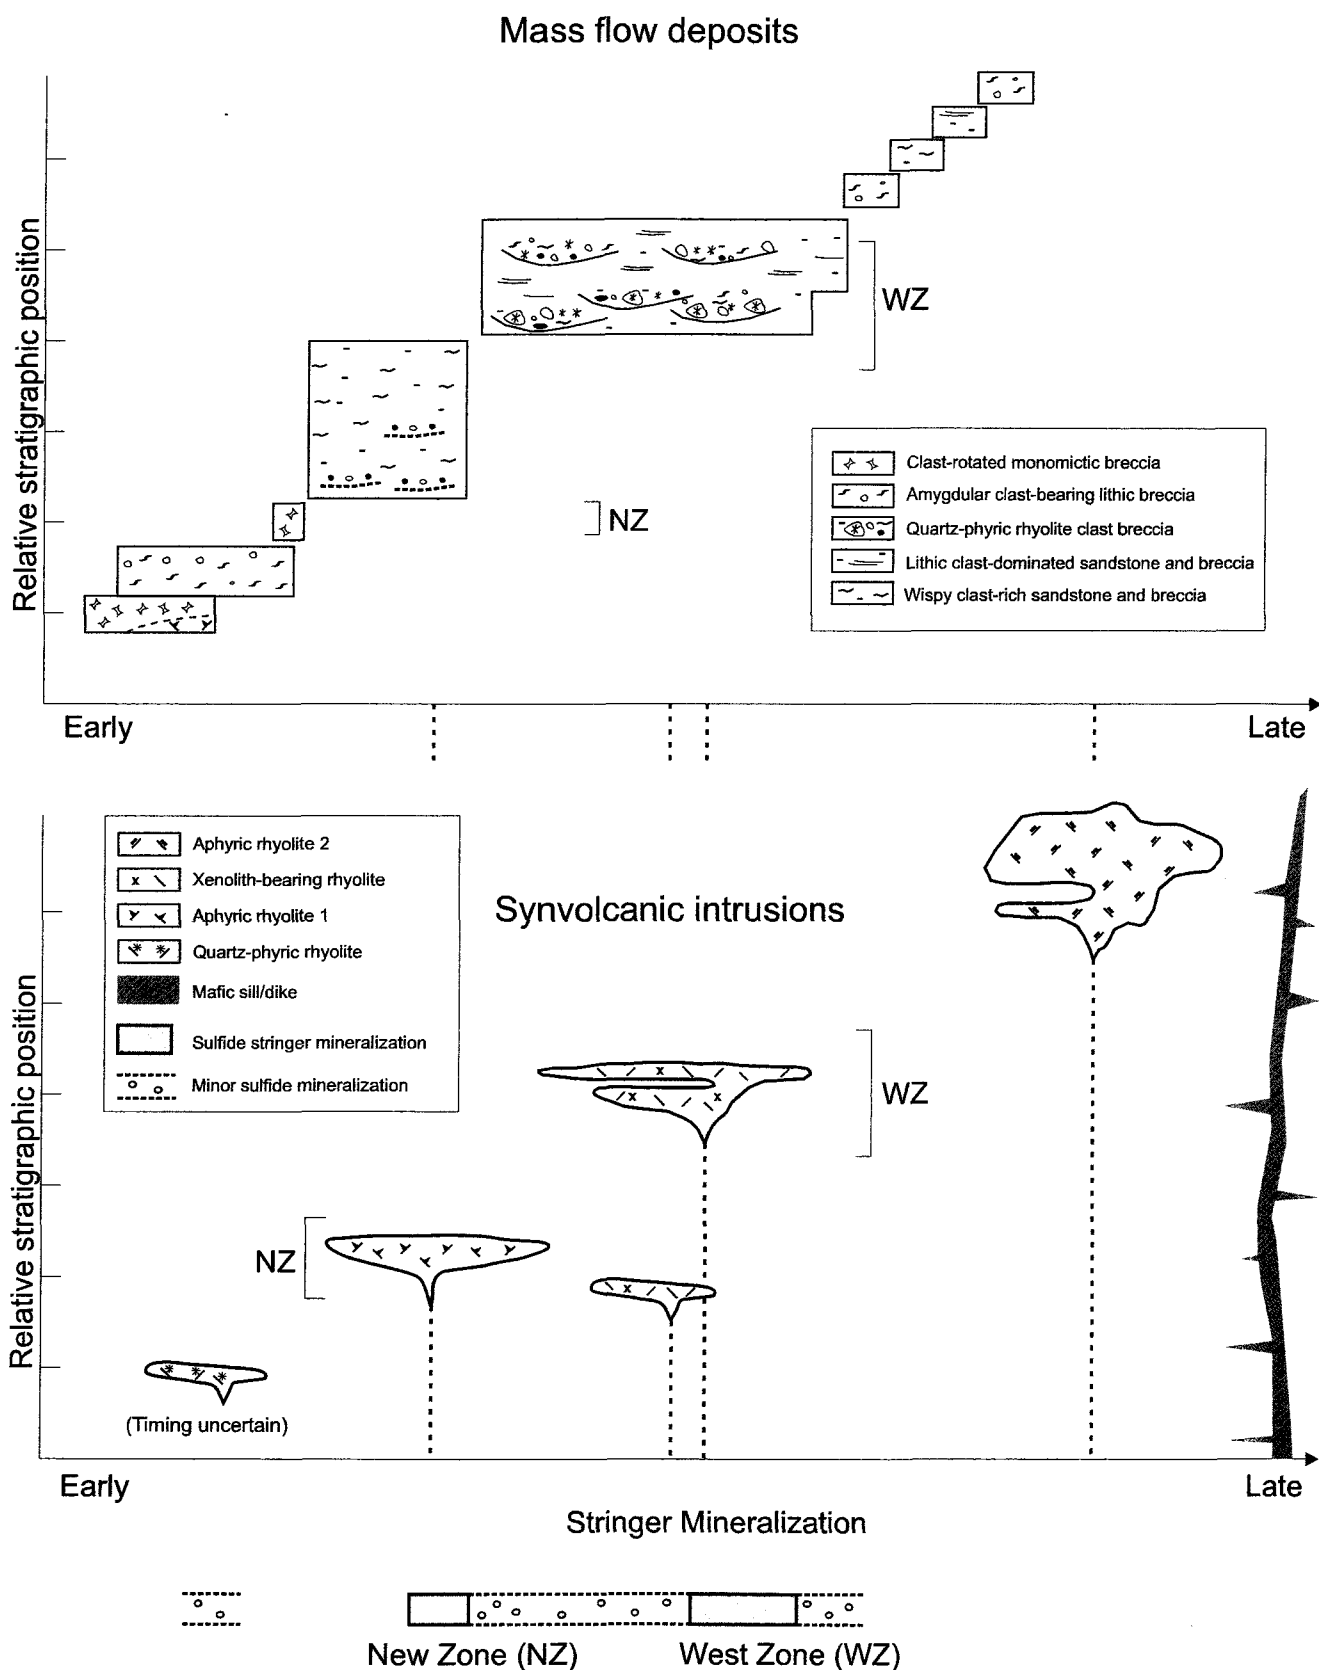 Mass flow deposits
Relative stratigraphic position
WZ
NZ
Clast-rotated monomictic breccia
Amygdular clast-bearing lithic breccia
Quartz-phyric rhyolite clast breccia
Lithic clast-dominated sandstone and breccia
Wispy clast-rich sandstone and breccia
Early
Late
Aphyric rhyolite 2
Xenolith-bearing rhyolite
Aphyric rhyolite 1
Quartz-phyric rhyolite
Mafic sill/dike
Sulfide stringer mineralization
Minor sulfide mineralization
Synvolcanic intrusions
Relative stratigraphic position
WZ
NZ
(Timing uncertain)
Early
Late
Stringer Mineralization
New Zone (NZ)
West Zone (WZ)